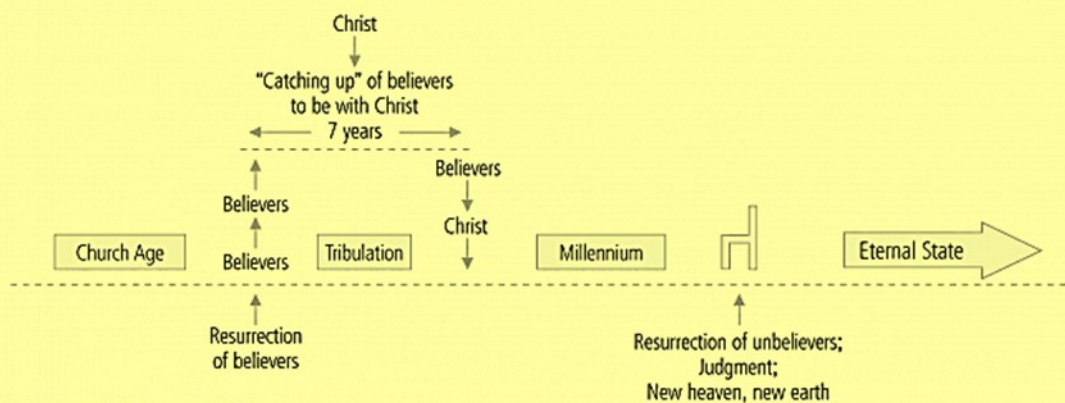 Christ
“Catching up” of believers
to be with Christ
7 years
Believers
Believers
Christ
Church Age
Believers
Tribulation
Millennium
Eternal State
Resurrection
of believers
Resurrection of unbelievers;
Judgment;
New heaven, new earth